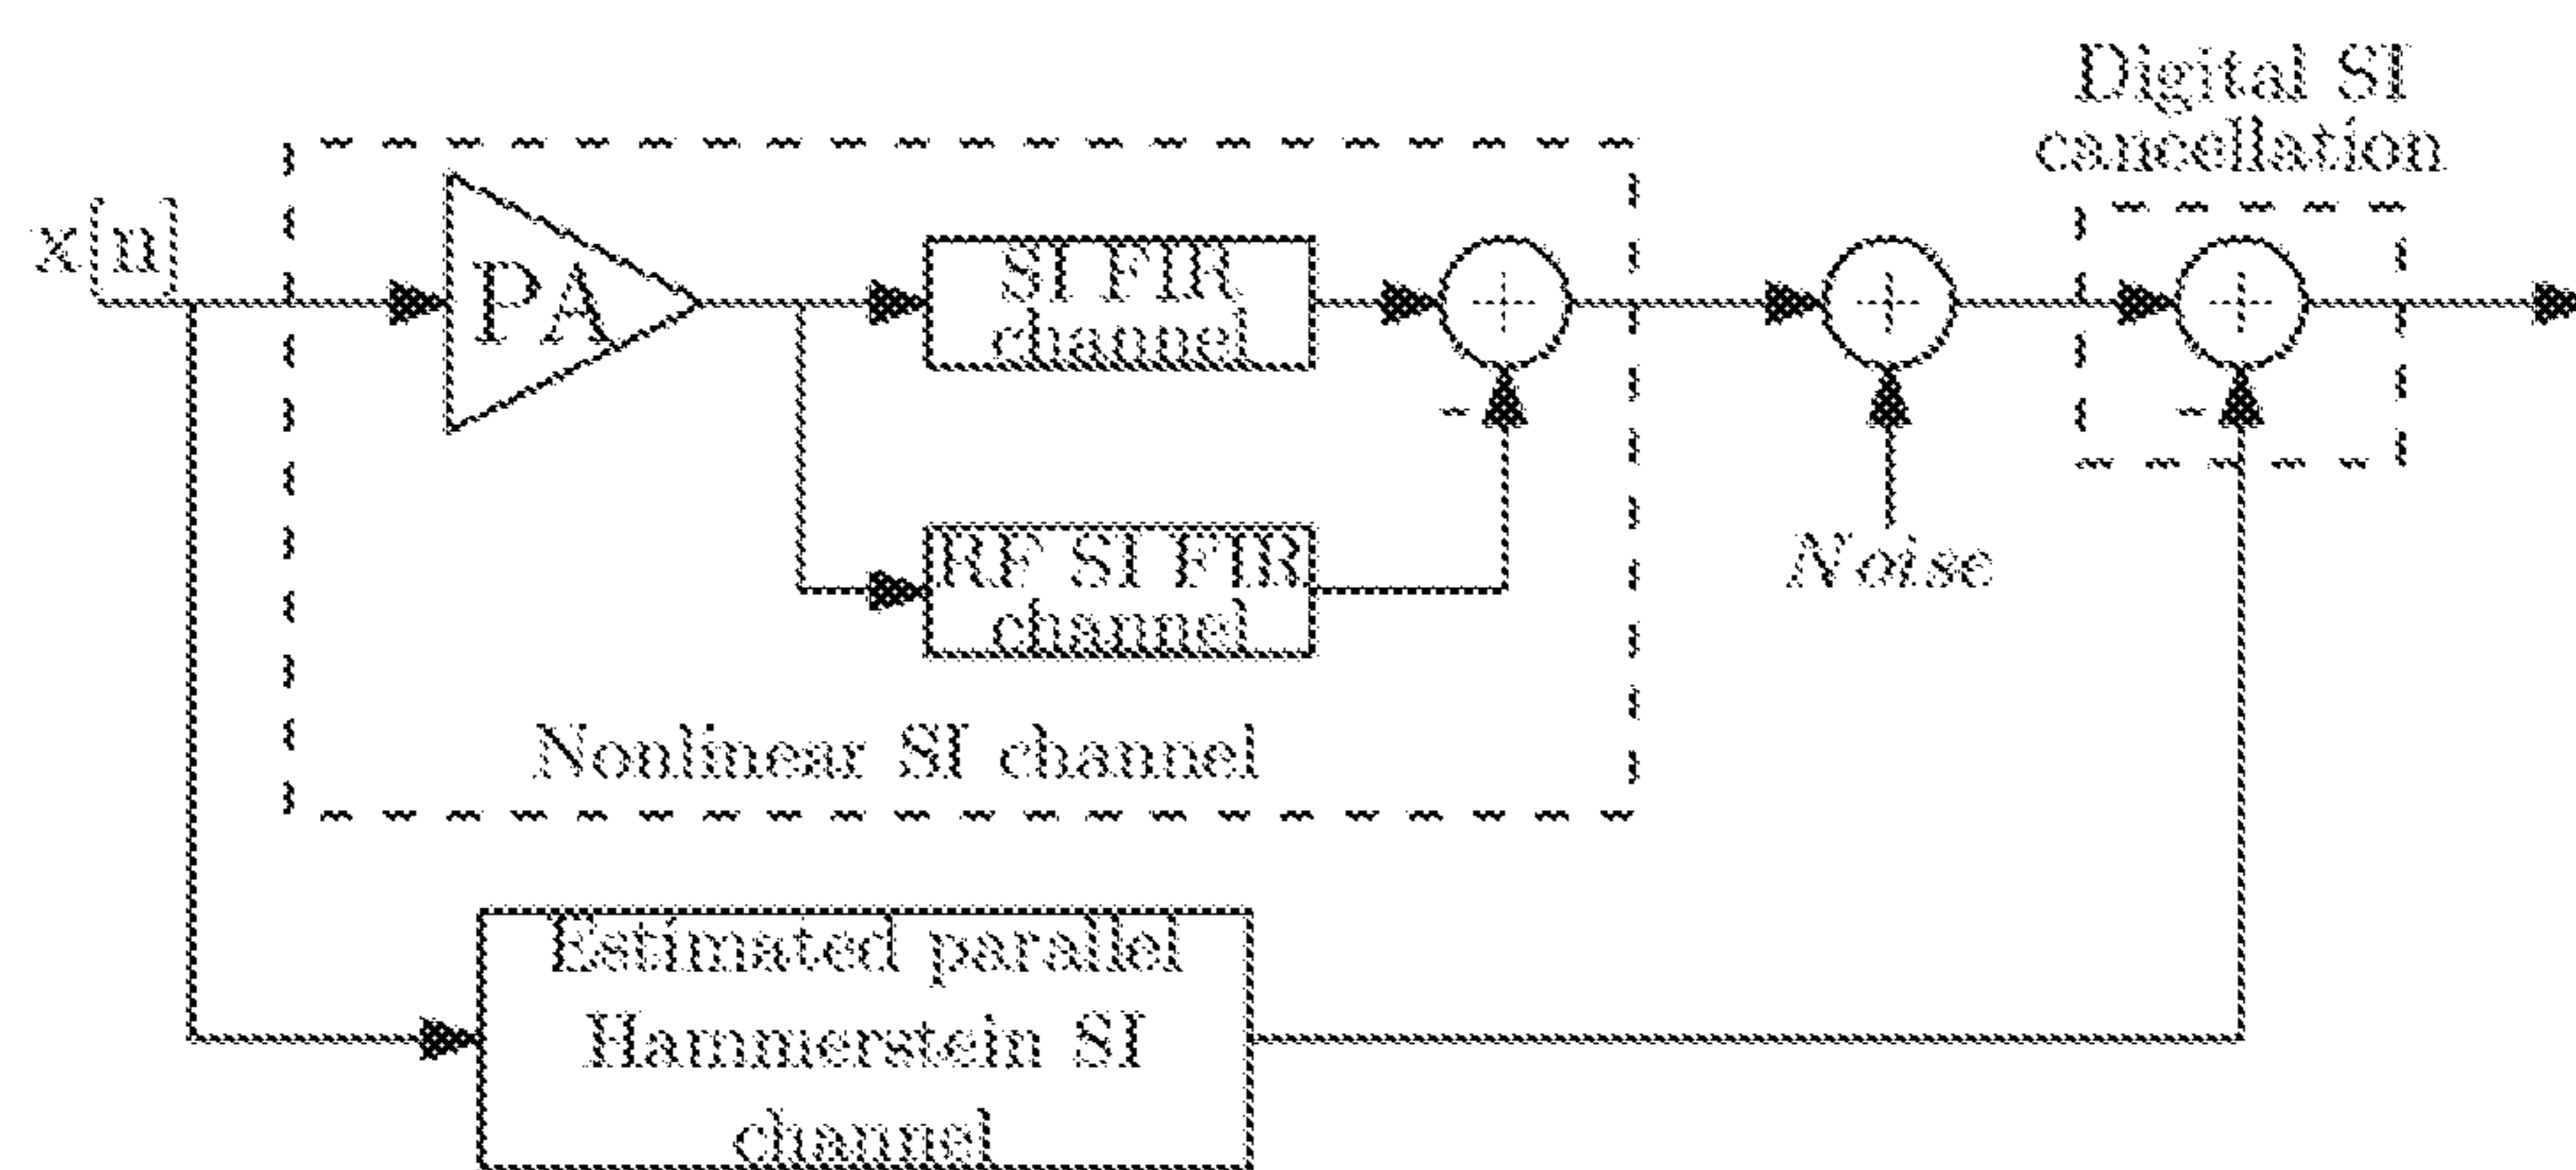 Digital SI
cancellation
x[n]
PA
SI FIR
channel
-
-
RF SI FIR
channel
Noise
Nonlinear SI channel
Estimated parallel
Hammerstein SI
channel